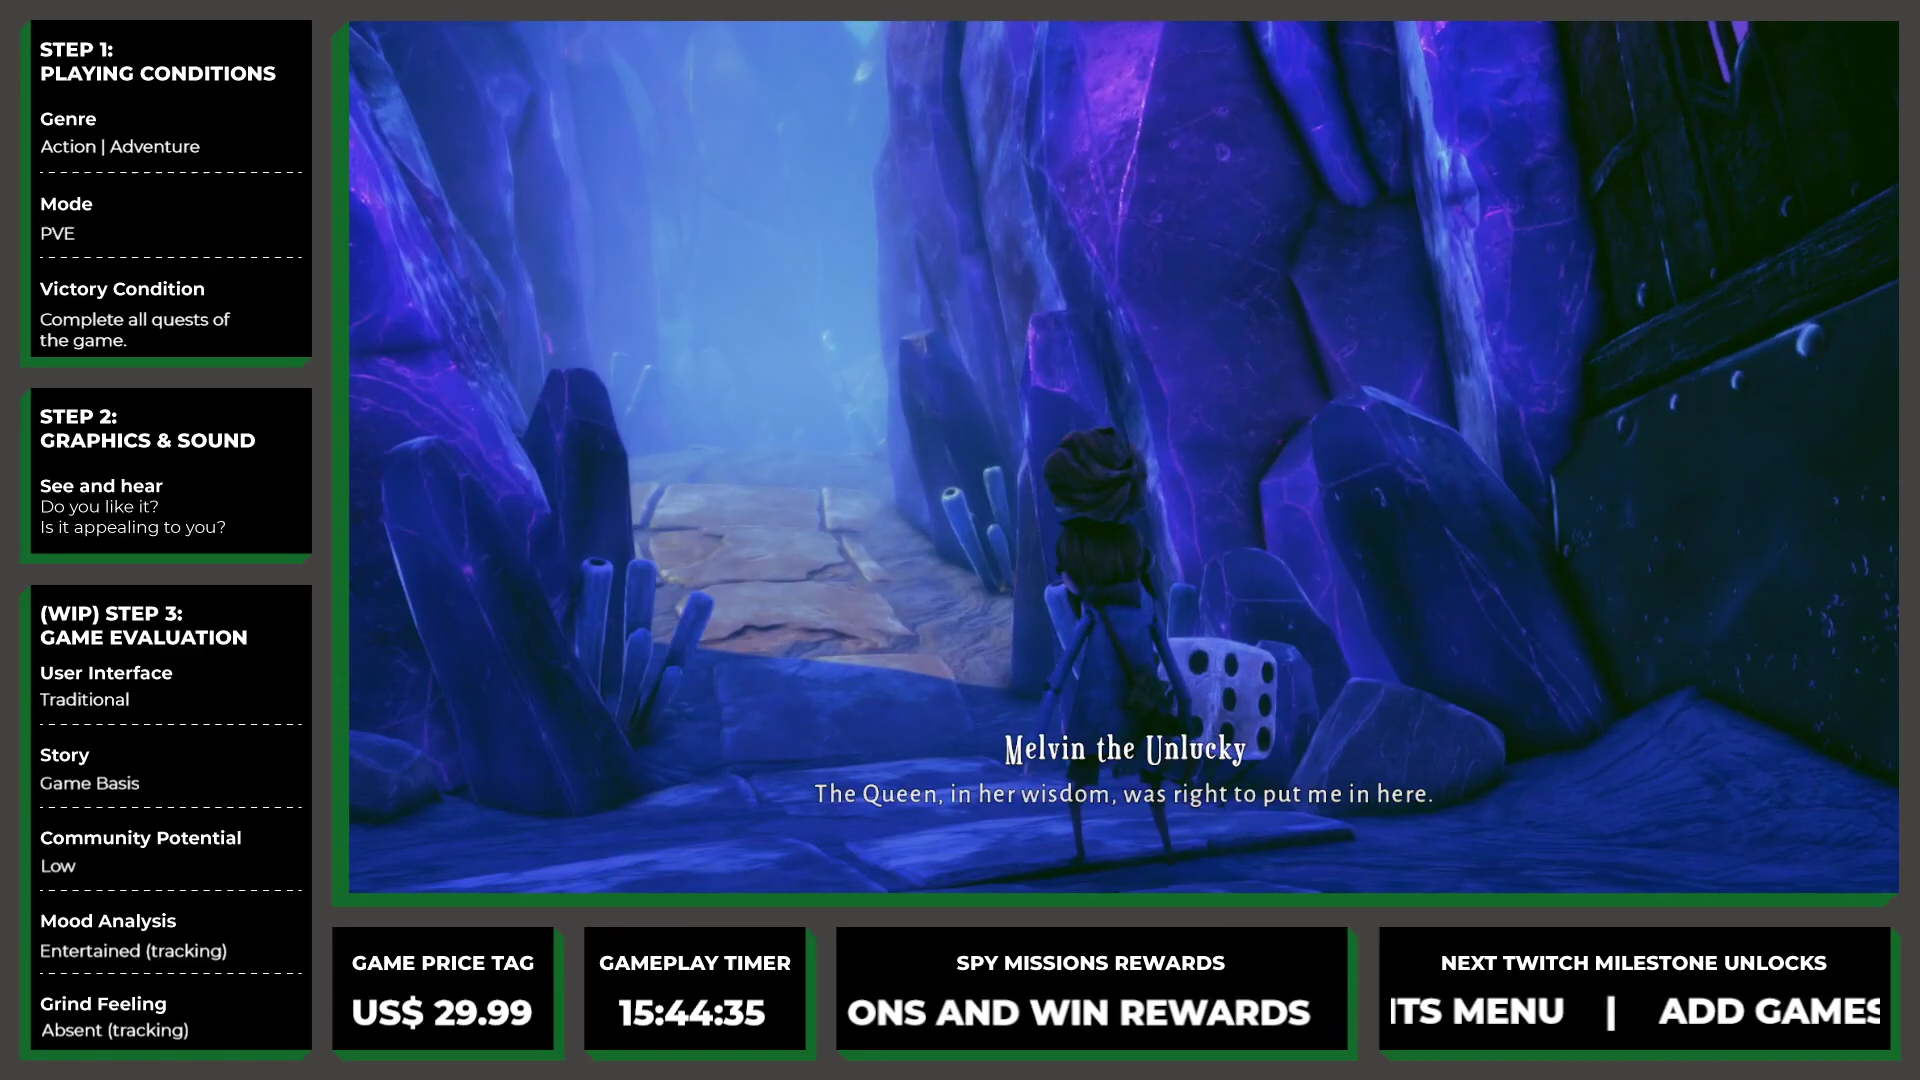 STEP 1:
PLAYING CONDITIONS
Genre
Action | Adventure
Mode
PVE
Victory Condition
Complete all quests of
the game.
STEP 2:
GRAPHICS & SOUND
See and hear
Do you like it?
Is it appealing to you?
(WIP) STEP 3:
GAME EVALUATION
User Interface
Traditional
Story
Game Basis
Community Potential
Low
Mood Analysis
Entertained (tracking)
Grind Feeling
Absent (tracking)
Melvin the Unlucky
The Queen, in her wisdom, was right to put me in here.
GAME PRICE TAG
US$ 29.99
GAMEPLAY TIMER
15:44:35
SPY MISSIONS REWARDS
ONS AND WIN REWARDS
NEXT TWITCH MILESTONE UNLOCKS
ITS MENU | ADD GAMES